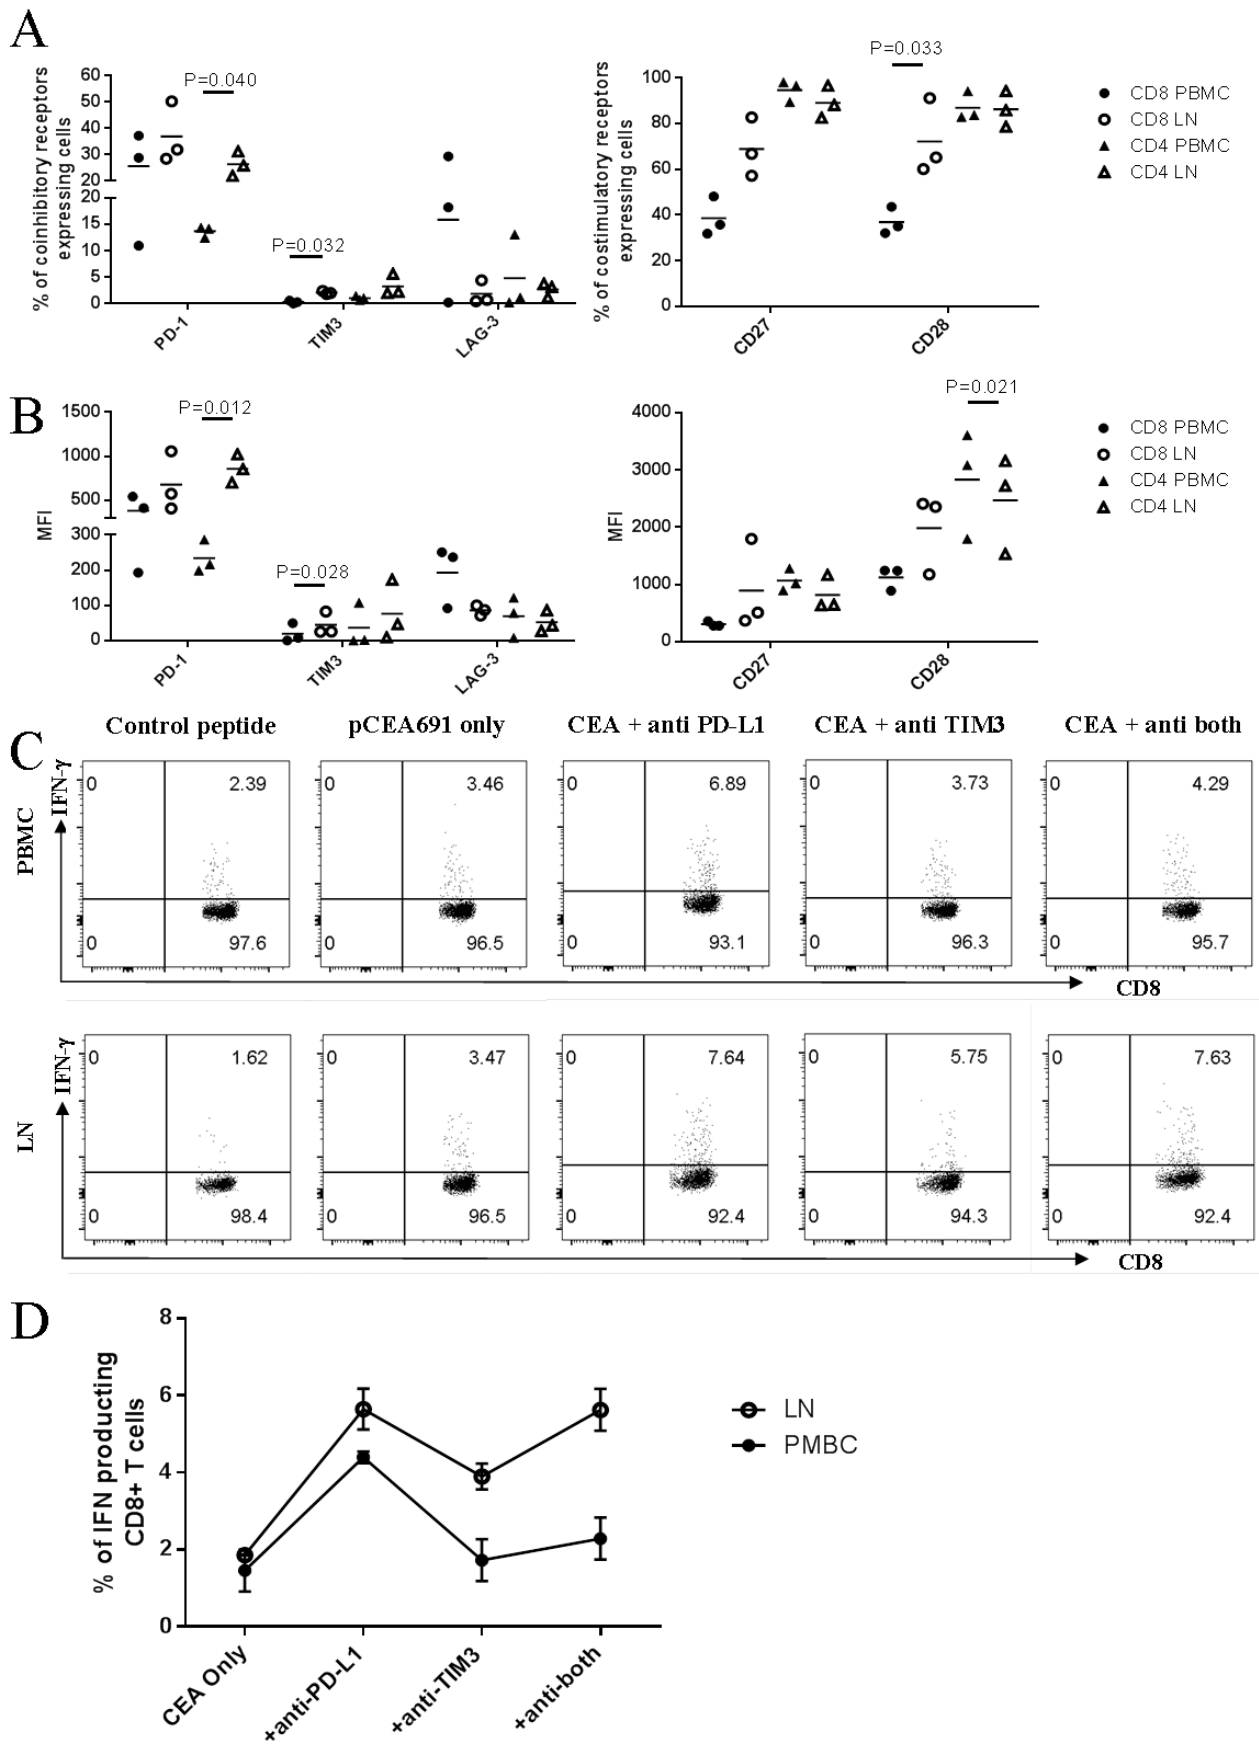 A
% of coinhibitory receptors
expressing cells
60
50
40
30
20
20
15
10
5
0
P=0.040
P=0.032
PD-1
TIM3
LAG-3
% of costimulatory receptors
expressing cells
100
80
60
40
20
0
P=0.033
CD27
CD28
CD8 PBMC
CD8 LN
CD4 PBMC
CD4 LN
B
MFI
1500
1000
500
300
200
100
0
P=0.012
P=0.028
PD-1
TIM3
LAG-3
MFI
4000
3000
2000
1000
0
P=0.021
CD27
CD28
CD8 PBMC
CD8 LN
CD4 PBMC
CD4 LN
C
Control peptide pCEA691 only CEA + anti PD-L1 CEA + anti TIM3 CEA + anti both
PBMC
IFN-γ
0 2.39 0 3.46 0 6.89 0 3.73 0 4.29
0 97.6 0 96.5 0 93.1 0 96.3 0 95.7
CD8
LN
IFN-γ
0 1.62 0 3.47 0 7.64 0 5.75 0 7.63
0 98.4 0 96.5 0 92.4 0 94.3 0 92.4
CD8
D
% of IFN producing
CD8+ T cells
8
6
4
2
0
CEA Only
+anti-PD-L1
+anti-TIM3
+anti-both
LN
PMBC